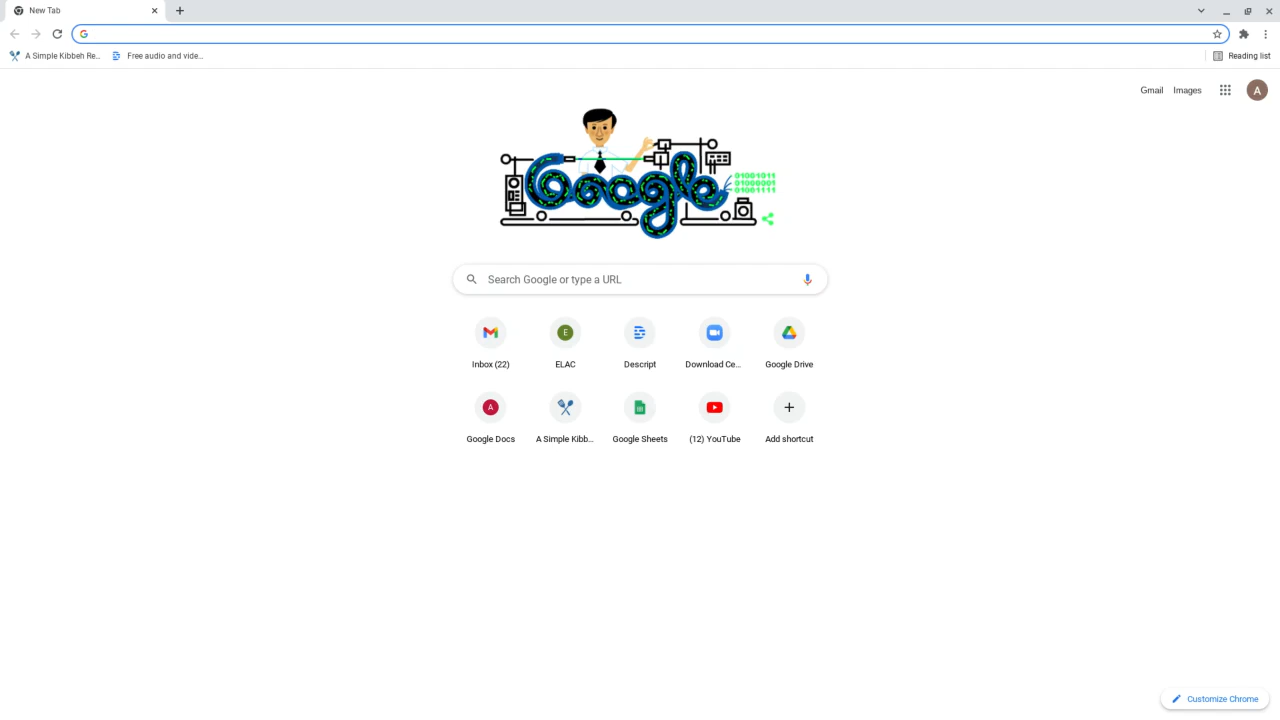 New Tab
A Simple Kibbeh Re...
Free audio and vide...
Reading list
Gmail
Images
A
Google
01001011
01000001
01001111
Search Google or type a URL
E
Inbox (22)
ELAC
Descript
Download Ce...
Google Drive
A
Google Docs
A Simple Kibb...
Google Sheets
(12) YouTube
Add shortcut
Customize Chrome